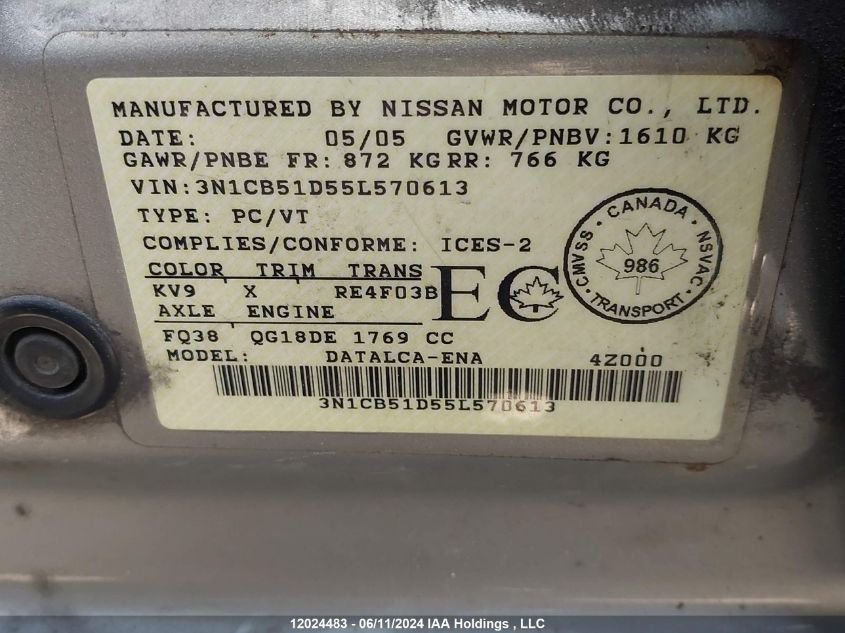 MANUFACTURED BY NISSAN MOTOR CO., LTD.
DATE: 05/05 GVWR/PNBV:1610 KG
GAWR/PNBE FR: 872 KG RR: 766 KG
VIN:3N1CB51D55L570613
TYPE: PC/VT
COMPLIES/CONFORME: ICES-2
COLOR TRIM TRANS
KV9 X RE4F03B
AXLE ENGINE
FQ38 QG18DE 1769 CC
MODEL: DATALCA-ENA 4Z000
3N1CB51D55L570613
EC
CANADA
CMVSS NSVAC
986
TRANSPORT
12024483 - 06/11/2024 IAA Holdings , LLC